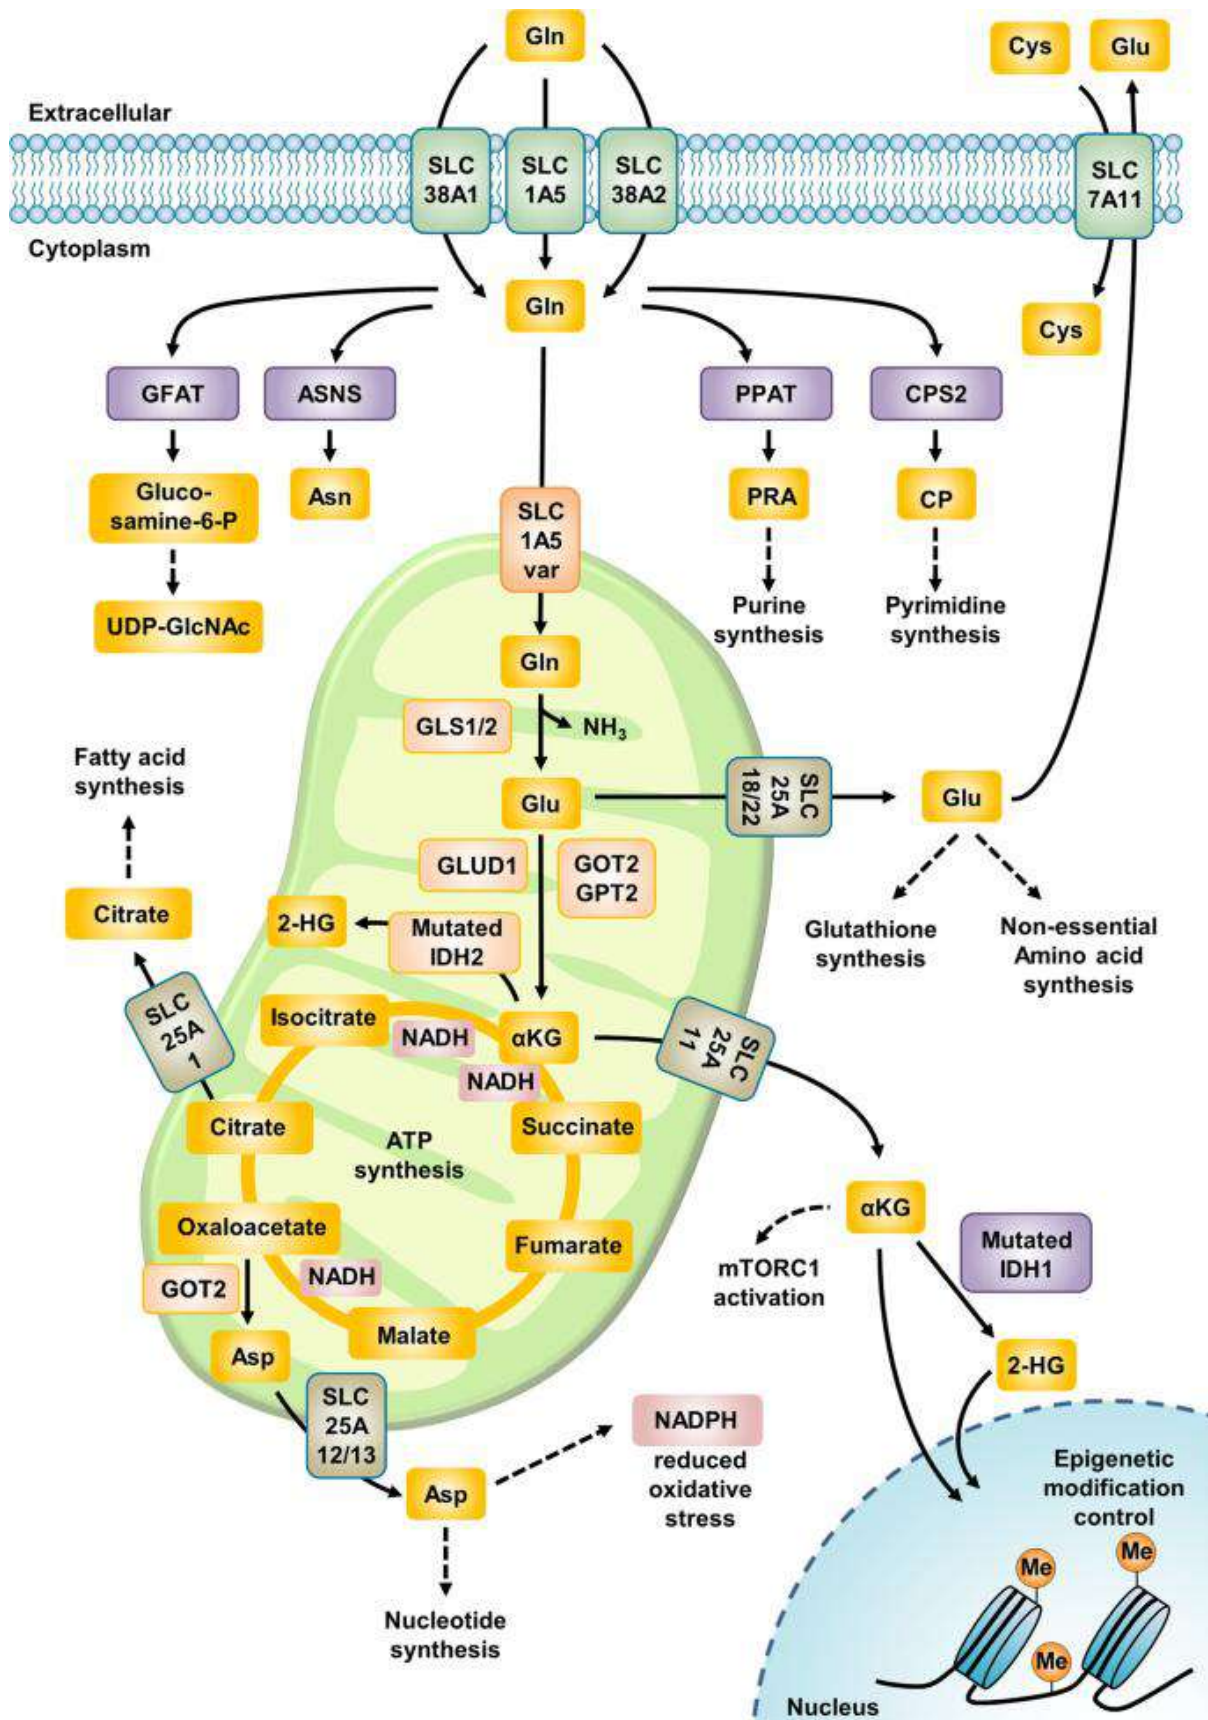 Gln
Cys
Glu
Extracellular
SLC
38A1
SLC
1A5
SLC
38A2
SLC
7A11
Cytoplasm
Gln
Cys
GFAT
ASNS
PPAT
CPS2
Gluco-
samine-6-P
Asn
PRA
CP
SLC
1A5
var
UDP-GlcNAc
Purine
synthesis
Pyrimidine
synthesis
Gln
GLS1/2
NH₃
Fatty acid
synthesis
Glu
SLC
25A
18/22
Glu
GLUD1
GOT2
GPT2
Citrate
2-HG
Mutated
IDH2
Glutathione
synthesis
Non-essential
Amino acid
synthesis
SLC
25A
1
Isocitrate
NADH
αKG
SLC
25A
11
NADH
Citrate
Succinate
ATP
synthesis
αKG
Oxaloacetate
Fumarate
Mutated
IDH1
mTORC1
activation
GOT2
NADH
Malate
Asp
2-HG
SLC
25A
12/13
NADPH
reduced
oxidative
stress
Asp
Epigenetic
modification
control
Me
Me
Me
Nucleotide
synthesis
Nucleus